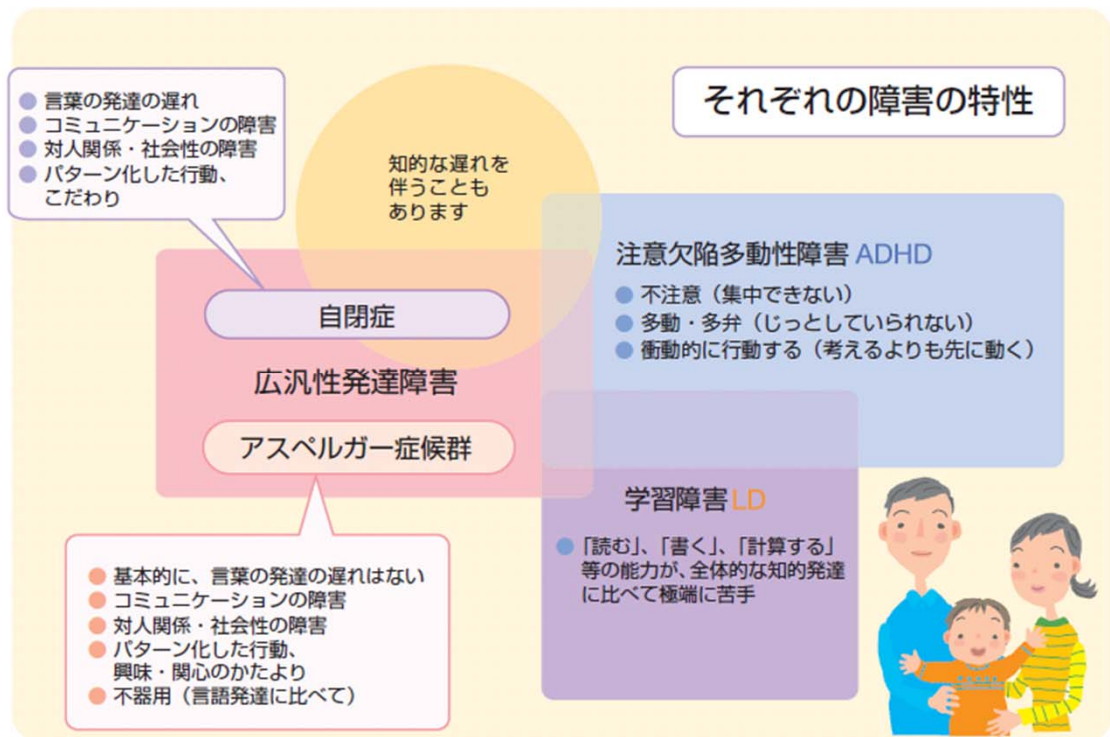 それぞれの障害の特性
● 言葉の発達の遅れ
● コミュニケーションの障害
● 対人関係・社会性の障害
● パターン化した行動、
こだわり
知的な遅れを
伴うことも
あります
自閉症
広汎性発達障害
アスペルガー症候群
● 基本的に、言葉の発達の遅れはない
● コミュニケーションの障害
● 対人関係・社会性の障害
● パターン化した行動、
興味・関心のかたより
● 不器用（言語発達に比べて）
注意欠陥多動性障害 ADHD
● 不注意（集中できない）
● 多動・多弁（じっとしていられない）
● 衝動的に行動する（考えるよりも先に動く）
学習障害 LD
● 「読む」、「書く」、「計算する」
等の能力が、全体的な知的発達
に比べて極端に苦手